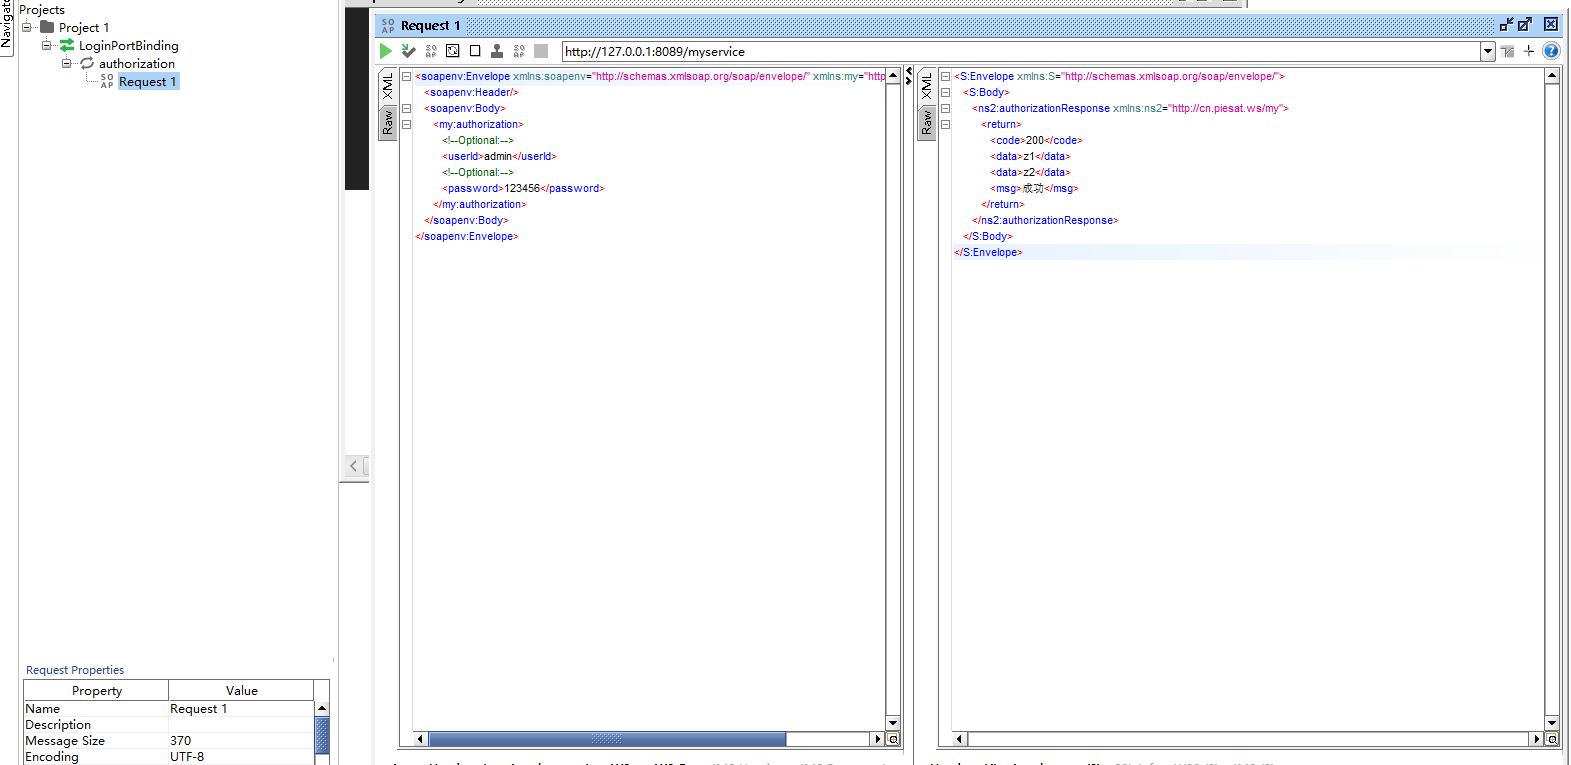 Navigato
Projects
Project 1
LoginPortBinding
authorization
SO AP
Request 1
Request Properties
Property Value
Name Request 1
Description
Message Size 370
Encoding UTF-8
SO AP
Request 1
http://127.0.0.1:8089/myservice
XML
Raw
<soapenv:Envelope xmlns:soapenv="http://schemas.xmlsoap.org/soap/envelope/" xmlns:my="http
<soapenv:Header/>
<soapenv:Body>
<my:authorization>
<!--Optional:-->
<userId>admin</userId>
<!--Optional:-->
<password>123456</password>
</my:authorization>
</soapenv:Body>
</soapenv:Envelope>
XML
Raw
<S:Envelope xmlns:S="http://schemas.xmlsoap.org/soap/envelope/">
<S:Body>
<ns2:authorizationResponse xmlns:ns2="http://cn.piesat.ws/my">
<return>
<code>200</code>
<data>z1</data>
<data>z2</data>
<msg>成功</msg>
</return>
</ns2:authorizationResponse>
</S:Body>
</S:Envelope>